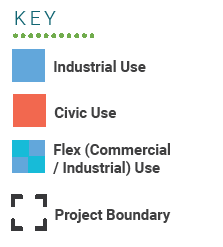 KEY
Industrial Use
Civic Use
Flex (Commercial
/ Industrial) Use
Project Boundary